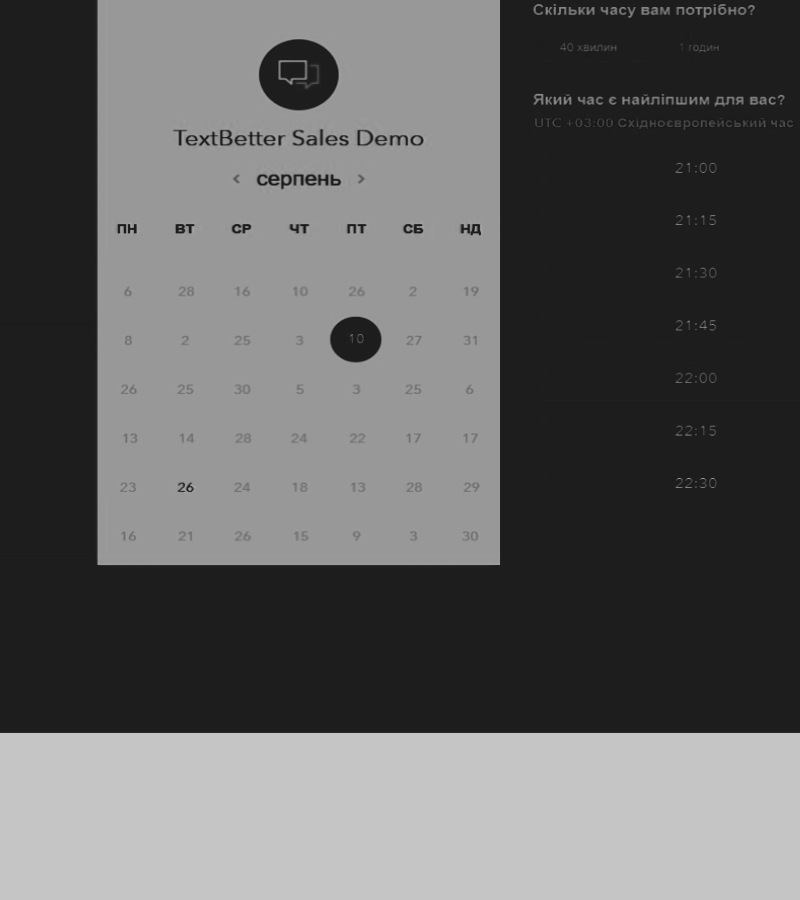 TextBetter Sales Demo
‹ серпень ›
ПН ВТ СР ЧТ ПТ СБ НД
6 28 16 10 26 2 19
8 2 25 3 10 27 31
26 25 30 5 3 25 6
13 14 28 24 22 17 17
23 26 24 18 13 28 29
16 21 26 15 9 3 30
Скільки часу вам потрібно?
40 хвилин 1 годин
Який час є найліпшим для вас?
UTC +03:00 Східноєвропейський час
21:00
21:15
21:30
21:45
22:00
22:15
22:30